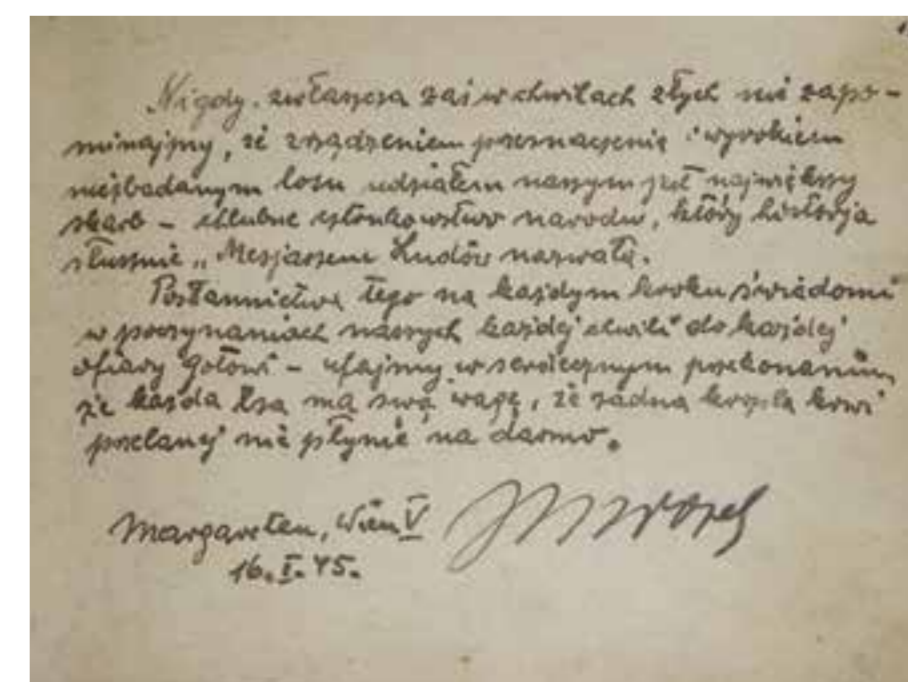 Nigdy, zwłaszcza zaś w chwilach złych nie zapo-
minajmy, że zrządzeniem przeznaczenia i wyrokiem
niezbadanym losu udziałem naszym jest największy
skarb – chlubne członkowstwo narodu, który historja
słusznie „Mesjaszem Ludów nazwała.
Posłannictwa tego na każdym kroku świadomi
w poczynaniach naszych każdej chwili do każdej
ofiary gotowi – ufajmy w serdecznym przekonaniu,
że każda łza ma swą wagę, że żadna kropla krwi
przelanej nie płynie na darmo.
Margareten, Wien V
16. I. 45.